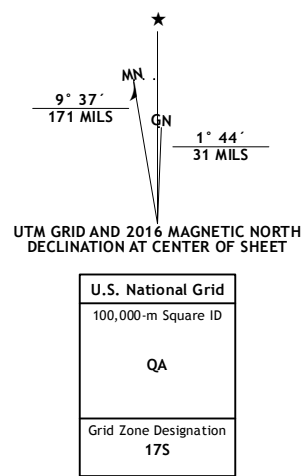 ★
MN
9° 37´
171 MILS
GN
1° 44´
31 MILS
UTM GRID AND 2016 MAGNETIC NORTH
DECLINATION AT CENTER OF SHEET
U.S. National Grid
100,000-m Square ID
QA
Grid Zone Designation
17S